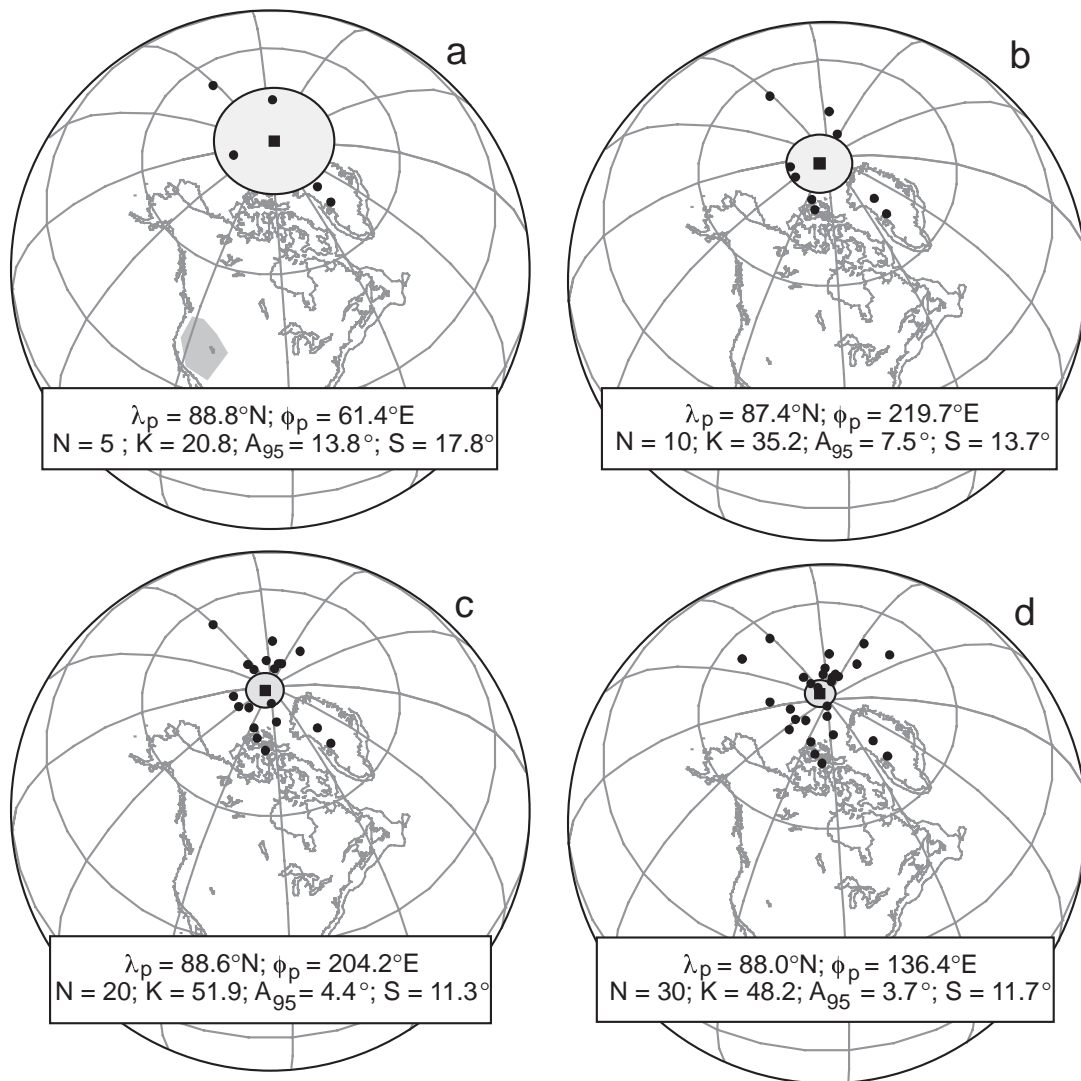 a
λp = 88.8°N; ϕp = 61.4°E
N = 5 ; K = 20.8; A95 = 13.8°; S = 17.8°
b
λp = 87.4°N; ϕp = 219.7°E
N = 10; K = 35.2; A95 = 7.5°; S = 13.7°
c
λp = 88.6°N; ϕp = 204.2°E
N = 20; K = 51.9; A95 = 4.4°; S = 11.3°
d
λp = 88.0°N; ϕp = 136.4°E
N = 30; K = 48.2; A95 = 3.7°; S = 11.7°